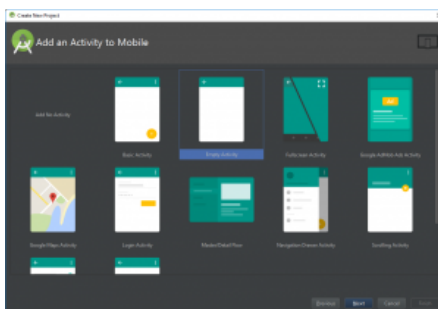 Create New Project
Add an Activity to Mobile
Add No Activity
Basic Activity
Empty Activity
Fullscreen Activity
Google AdMob Ads Activity
Google Maps Activity
Login Activity
Master/Detail Flow
Navigation Drawer Activity
Scrolling Activity
Previous
Next
Cancel
Finish